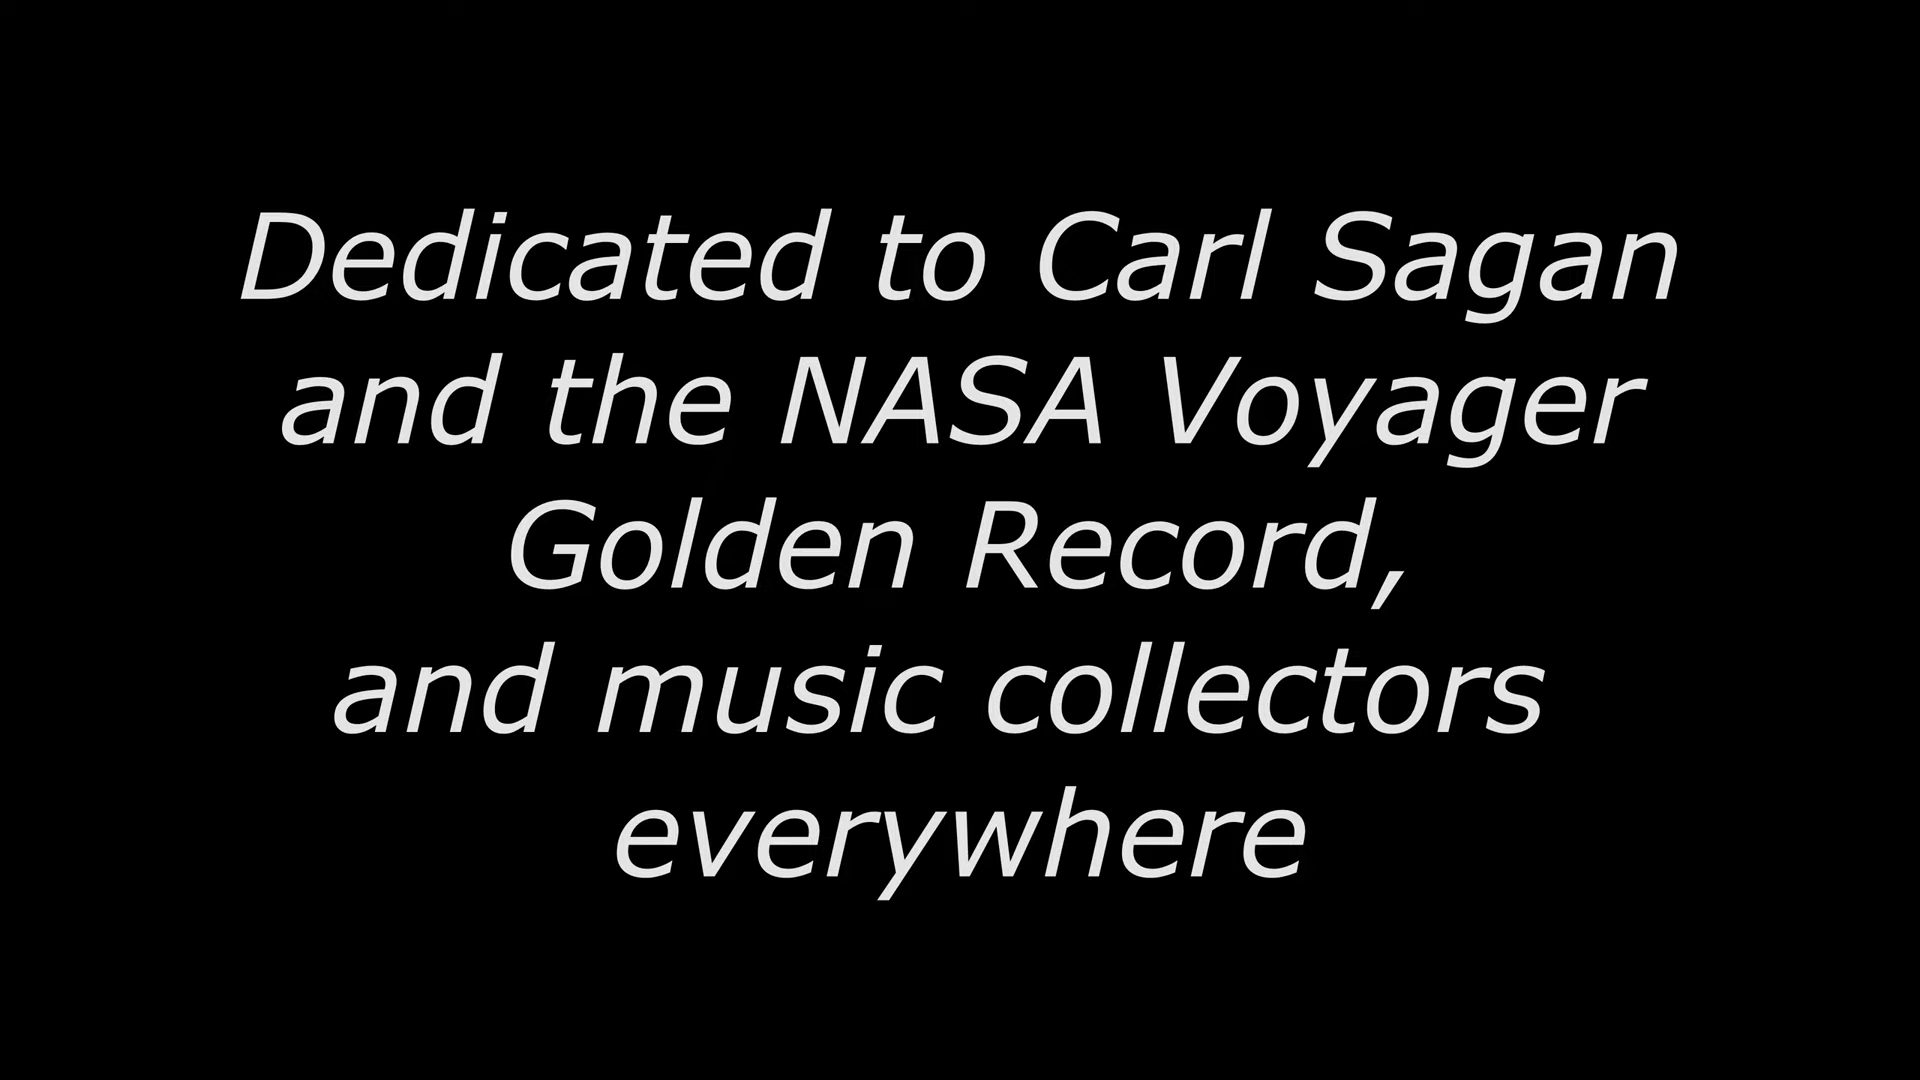 Dedicated to Carl Sagan
and the NASA Voyager
Golden Record,
and music collectors
everywhere